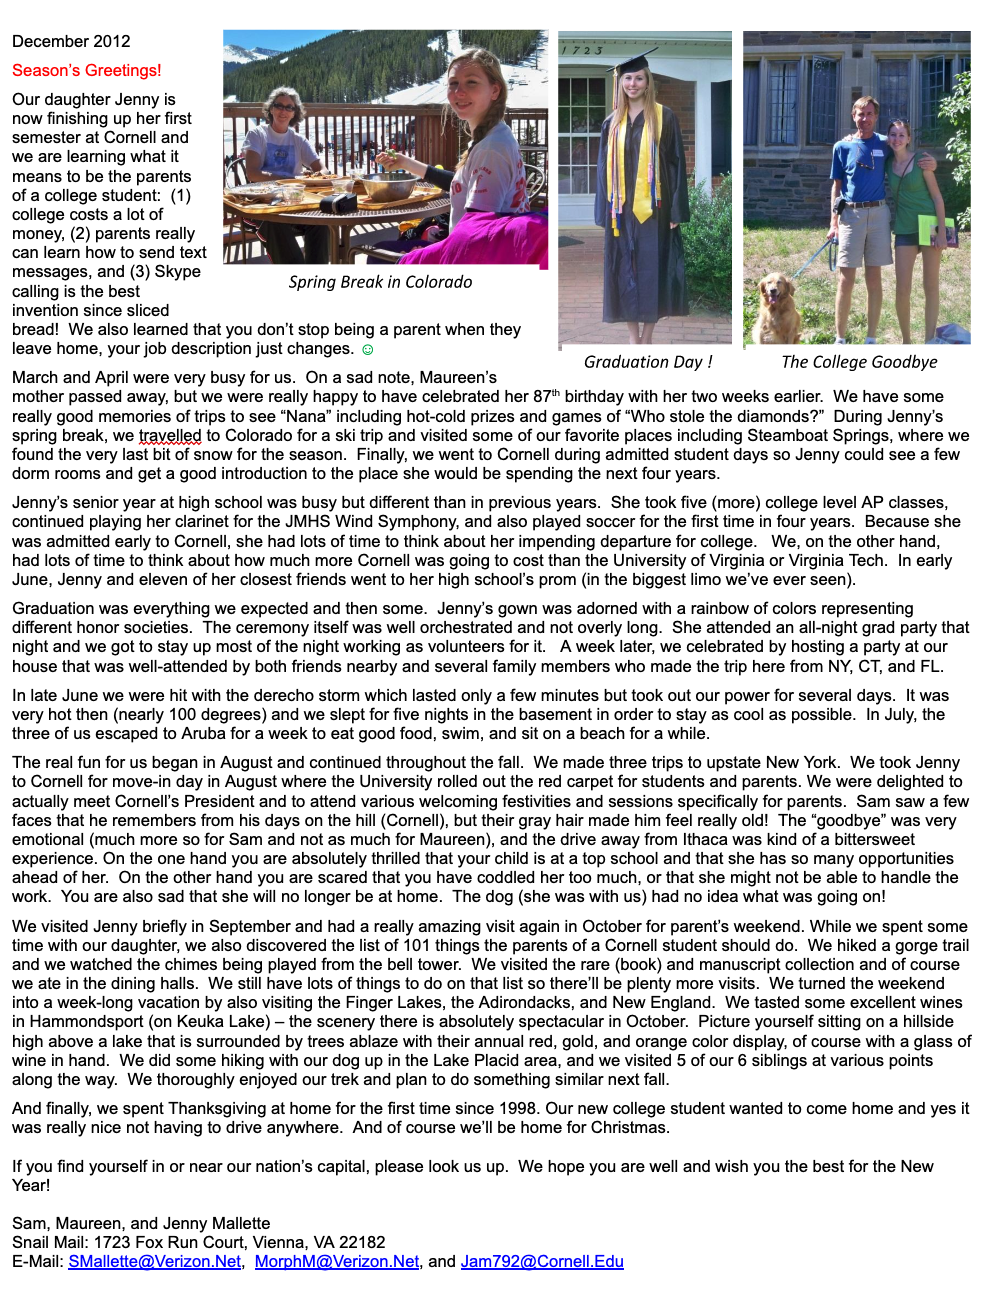 December 2012
Season's Greetings!
Our daughter Jenny is
now finishing up her first
semester at Cornell and
we are learning what it
means to be the parents
of a college student:  (1)
college costs a lot of
money, (2) parents really
can learn how to send text
messages, and (3) Skype
calling is the best
invention since sliced
bread!  We also learned that you don't stop being a parent when they
leave home, your job description just changes. ☺
1723
Spring Break in Colorado
Graduation Day !
The College Goodbye
March and April were very busy for us.  On a sad note, Maureen's
mother passed away, but we were really happy to have celebrated her 87th birthday with her two weeks earlier.  We have some
really good memories of trips to see “Nana” including hot-cold prizes and games of “Who stole the diamonds?”  During Jenny's
spring break, we travelled to Colorado for a ski trip and visited some of our favorite places including Steamboat Springs, where we
found the very last bit of snow for the season.  Finally, we went to Cornell during admitted student days so Jenny could see a few
dorm rooms and get a good introduction to the place she would be spending the next four years.
Jenny's senior year at high school was busy but different than in previous years.  She took five (more) college level AP classes,
continued playing her clarinet for the JMHS Wind Symphony, and also played soccer for the first time in four years.  Because she
was admitted early to Cornell, she had lots of time to think about her impending departure for college.   We, on the other hand,
had lots of time to think about how much more Cornell was going to cost than the University of Virginia or Virginia Tech.  In early
June, Jenny and eleven of her closest friends went to her high school's prom (in the biggest limo we've ever seen).
Graduation was everything we expected and then some.  Jenny's gown was adorned with a rainbow of colors representing
different honor societies.  The ceremony itself was well orchestrated and not overly long.  She attended an all-night grad party that
night and we got to stay up most of the night working as volunteers for it.   A week later, we celebrated by hosting a party at our
house that was well-attended by both friends nearby and several family members who made the trip here from NY, CT, and FL.
In late June we were hit with the derecho storm which lasted only a few minutes but took out our power for several days.  It was
very hot then (nearly 100 degrees) and we slept for five nights in the basement in order to stay as cool as possible.  In July, the
three of us escaped to Aruba for a week to eat good food, swim, and sit on a beach for a while.
The real fun for us began in August and continued throughout the fall.  We made three trips to upstate New York.  We took Jenny
to Cornell for move-in day in August where the University rolled out the red carpet for students and parents. We were delighted to
actually meet Cornell's President and to attend various welcoming festivities and sessions specifically for parents.  Sam saw a few
faces that he remembers from his days on the hill (Cornell), but their gray hair made him feel really old!  The “goodbye” was very
emotional (much more so for Sam and not as much for Maureen), and the drive away from Ithaca was kind of a bittersweet
experience. On the one hand you are absolutely thrilled that your child is at a top school and that she has so many opportunities
ahead of her.  On the other hand you are scared that you have coddled her too much, or that she might not be able to handle the
work.  You are also sad that she will no longer be at home.  The dog (she was with us) had no idea what was going on!
We visited Jenny briefly in September and had a really amazing visit again in October for parent's weekend. While we spent some
time with our daughter, we also discovered the list of 101 things the parents of a Cornell student should do.  We hiked a gorge trail
and we watched the chimes being played from the bell tower.  We visited the rare (book) and manuscript collection and of course
we ate in the dining halls.  We still have lots of things to do on that list so there'll be plenty more visits.  We turned the weekend
into a week-long vacation by also visiting the Finger Lakes, the Adirondacks, and New England.  We tasted some excellent wines
in Hammondsport (on Keuka Lake) – the scenery there is absolutely spectacular in October.  Picture yourself sitting on a hillside
high above a lake that is surrounded by trees ablaze with their annual red, gold, and orange color display, of course with a glass of
wine in hand.  We did some hiking with our dog up in the Lake Placid area, and we visited 5 of our 6 siblings at various points
along the way.  We thoroughly enjoyed our trek and plan to do something similar next fall.
And finally, we spent Thanksgiving at home for the first time since 1998. Our new college student wanted to come home and yes it
was really nice not having to drive anywhere.  And of course we'll be home for Christmas.
If you find yourself in or near our nation's capital, please look us up.  We hope you are well and wish you the best for the New
Year!
Sam, Maureen, and Jenny Mallette
Snail Mail: 1723 Fox Run Court, Vienna, VA 22182
E-Mail: SMallette@Verizon.Net,  MorphM@Verizon.Net, and Jam792@Cornell.Edu